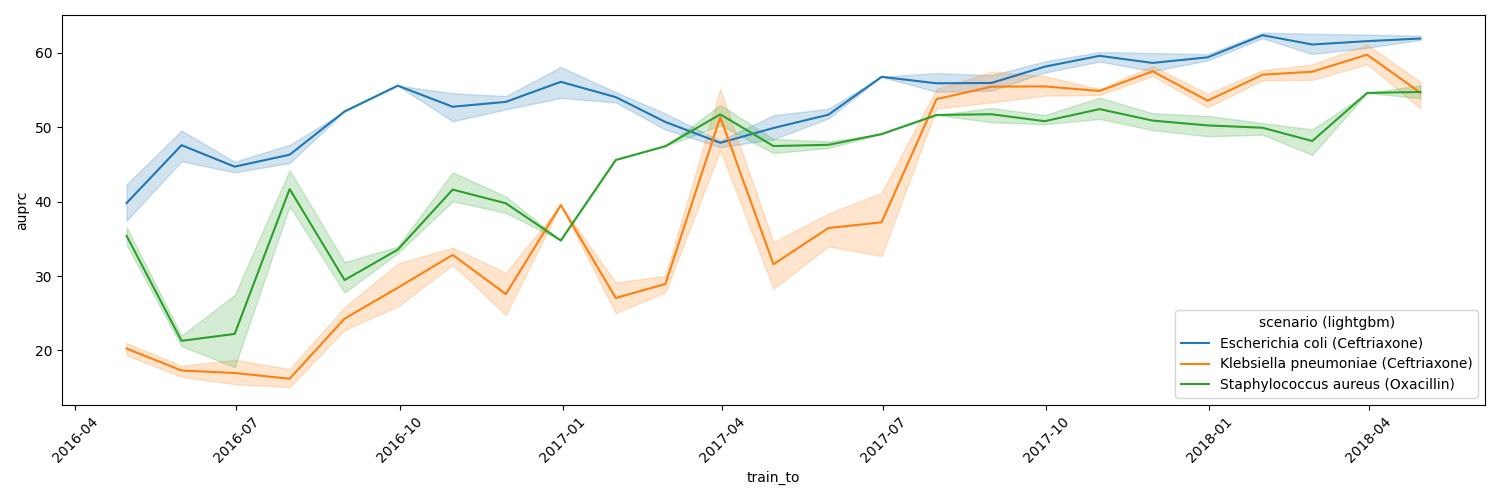 auprc
60
50
40
30
20
scenario (lightgbm)
Escherichia coli (Ceftriaxone)
Klebsiella pneumoniae (Ceftriaxone)
Staphylococcus aureus (Oxacillin)
2016-04
2016-07
2016-10
2017-01
2017-04
2017-07
2017-10
2018-01
2018-04
train_to